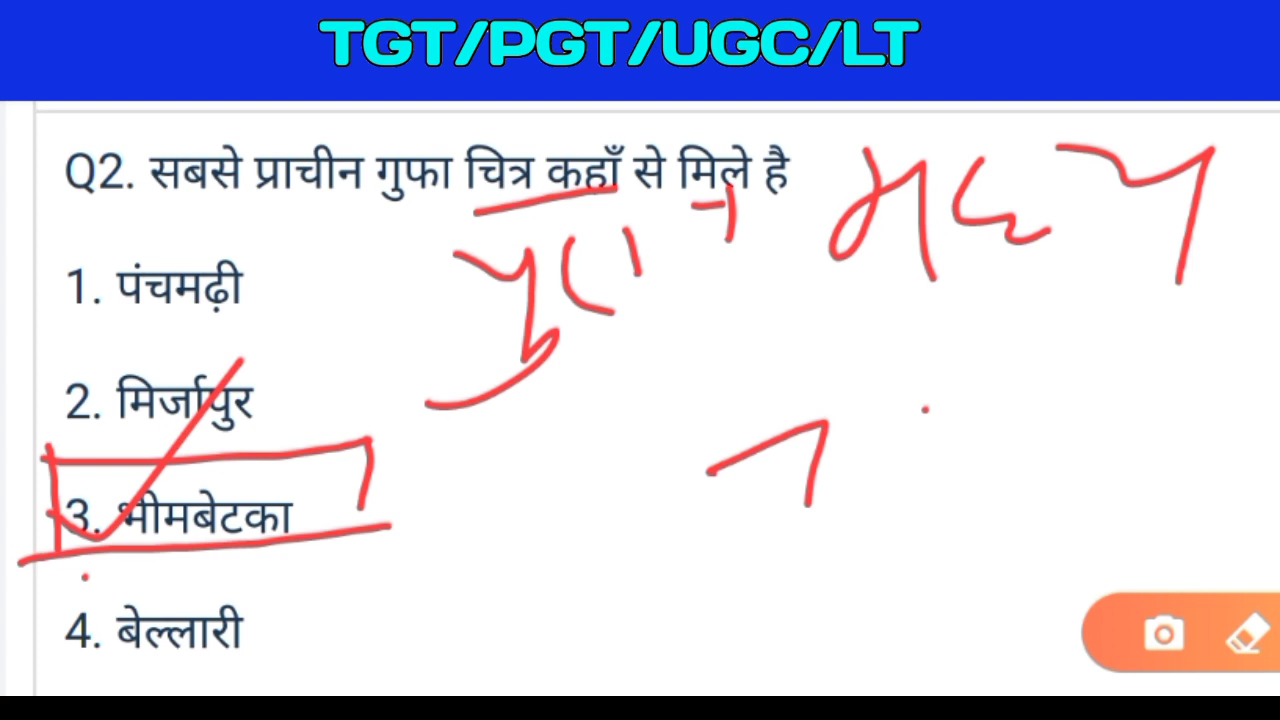 TGT/PGT/UGC/LT
Q2. सबसे प्राचीन गुफा चित्र कहाँ से मिले है
1. पंचमढ़ी
2. मिर्जापुर
3. भीमबेटका
4. बेल्लारी